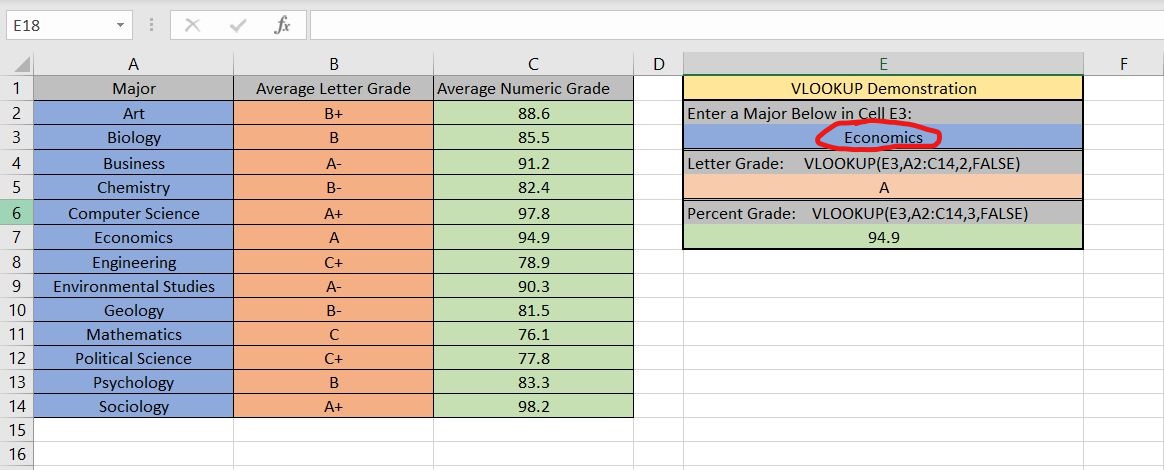 E18 fx
A B C D E F
1 Major Average Letter Grade Average Numeric Grade VLOOKUP Demonstration
2 Art B+ 88.6 Enter a Major Below in Cell E3:
3 Biology B 85.5 Economics
4 Business A- 91.2 Letter Grade: VLOOKUP(E3,A2:C14,2,FALSE)
5 Chemistry B- 82.4 A
6 Computer Science A+ 97.8 Percent Grade: VLOOKUP(E3,A2:C14,3,FALSE)
7 Economics A 94.9 94.9
8 Engineering C+ 78.9
9 Environmental Studies A- 90.3
10 Geology B- 81.5
11 Mathematics C 76.1
12 Political Science C+ 77.8
13 Psychology B 83.3
14 Sociology A+ 98.2
15
16